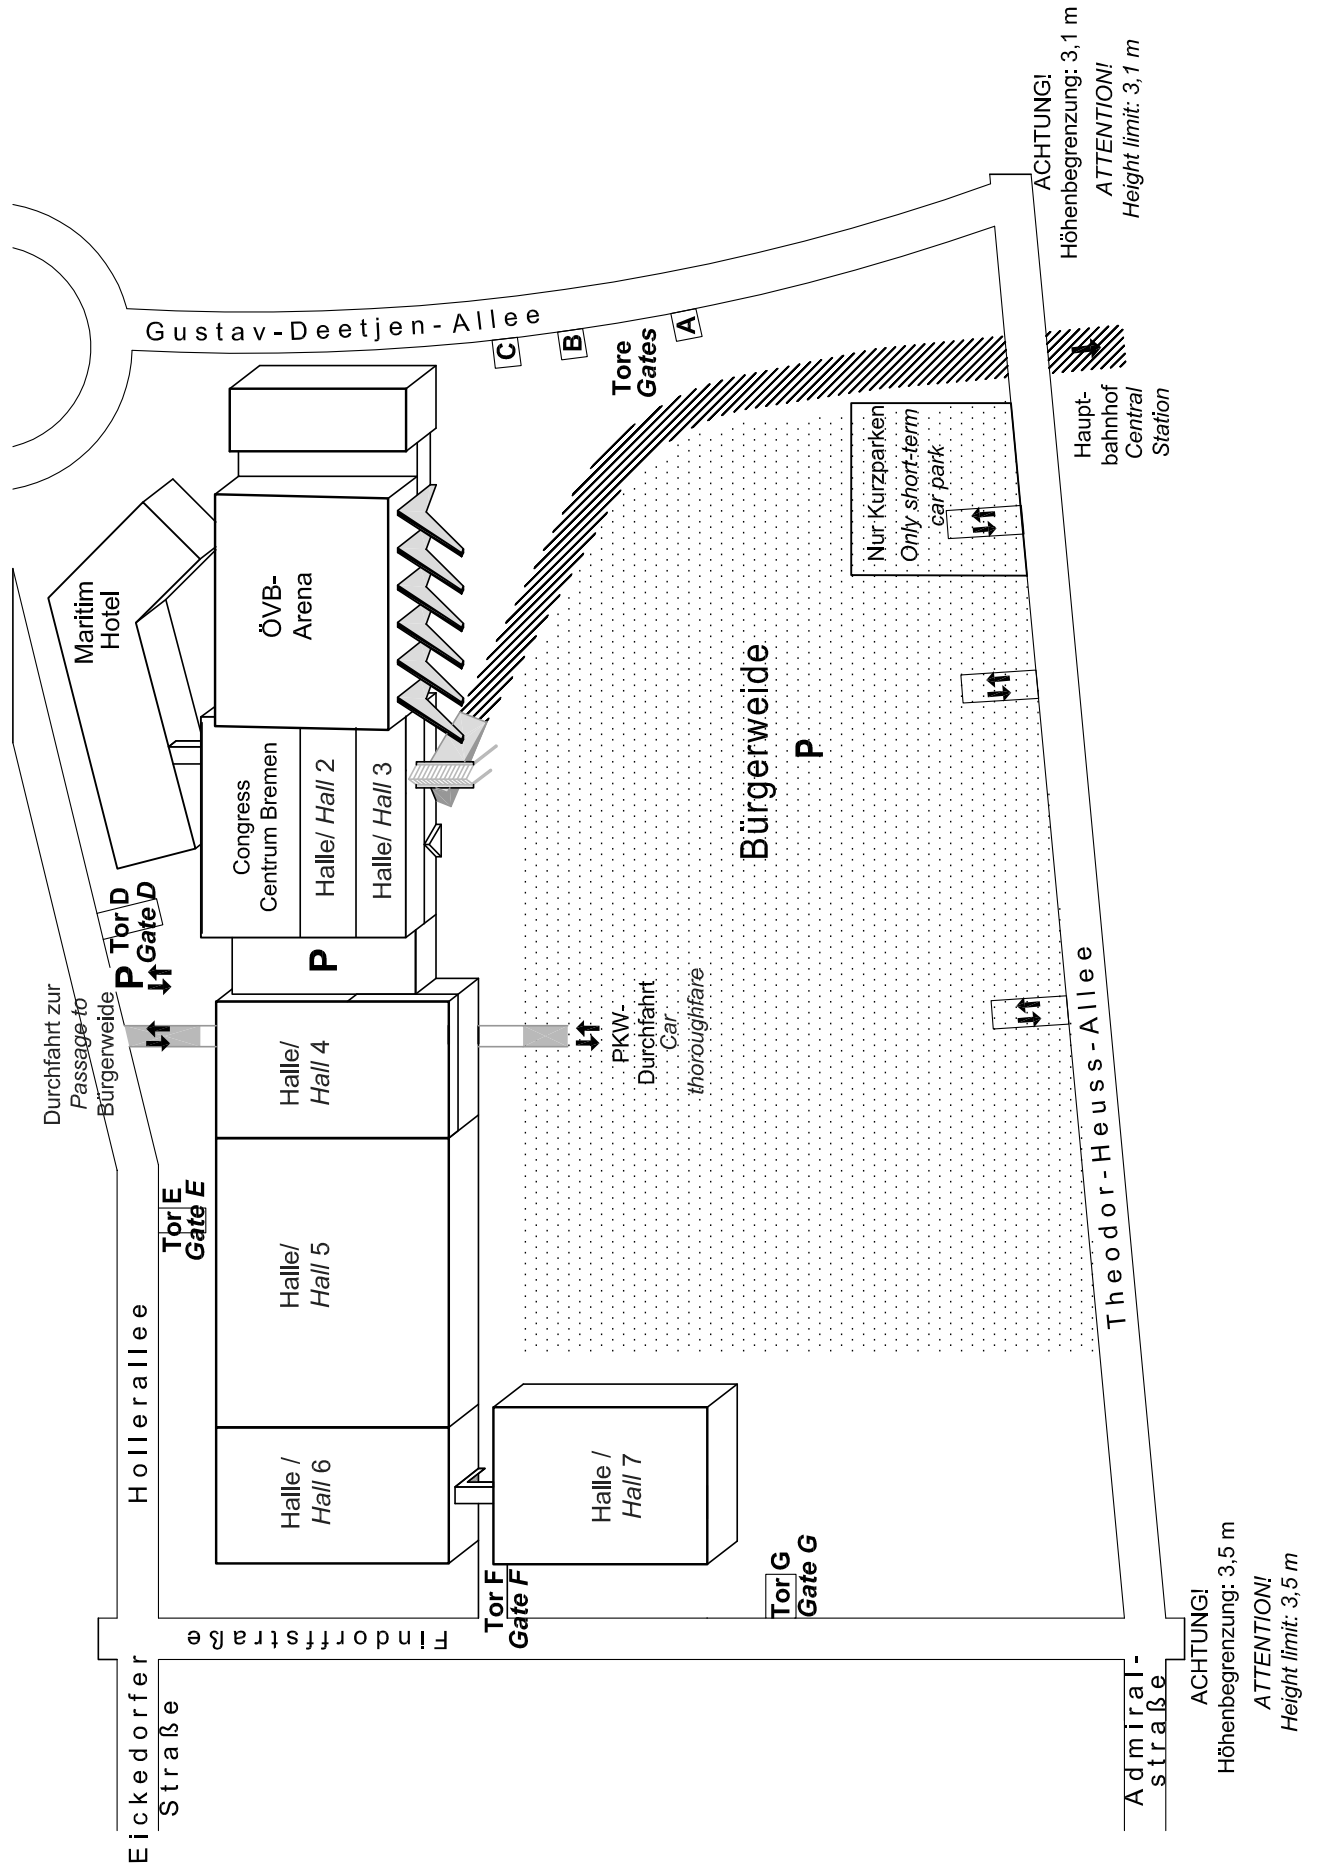 Eickedorfer
Straße
Hollerallee
Durchfahrt zur
Passage to
Bürgerweide
P
Tor D
Gate D
Tor E
Gate E
Maritim
Hotel
Gustav-Deetjen-Allee
Findorffstraße
Halle /
Hall 6
Halle/
Hall 5
Halle/
Hall 4
P
Congress
Centrum Bremen
Halle/ Hall 2
Halle/ Hall 3
ÖVB-
Arena
C
B
A
Tore
Gates
Tor F
Gate F
Halle /
Hall 7
PKW-
Durchfahrt
Car
thoroughfare
Tor G
Gate G
Bürgerweide
P
Nur Kurzparken
Only short-term
car park
Theodor-Heuss-Allee
Haupt-
bahnhof
Central
Station
Admiral-
straße
ACHTUNG!
Höhenbegrenzung: 3,5 m
ATTENTION!
Height limit: 3,5 m
ACHTUNG!
Höhenbegrenzung: 3,1 m
ATTENTION!
Height limit: 3,1 m